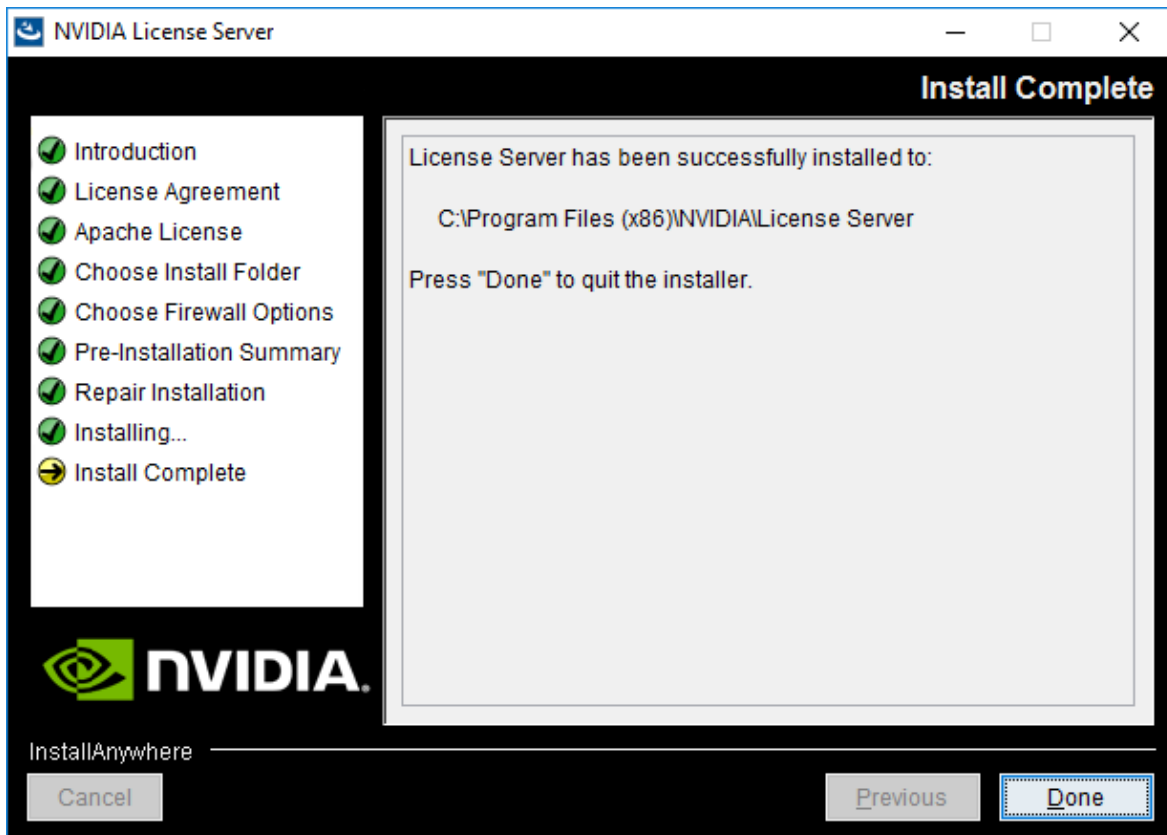 NVIDIA License Server
Install Complete
Introduction
License Agreement
Apache License
Choose Install Folder
Choose Firewall Options
Pre-Installation Summary
Repair Installation
Installing...
Install Complete
License Server has been successfully installed to:
C:\Program Files (x86)\NVIDIA\License Server
Press "Done" to quit the installer.
NVIDIA.
InstallAnywhere
Cancel
Previous
Done